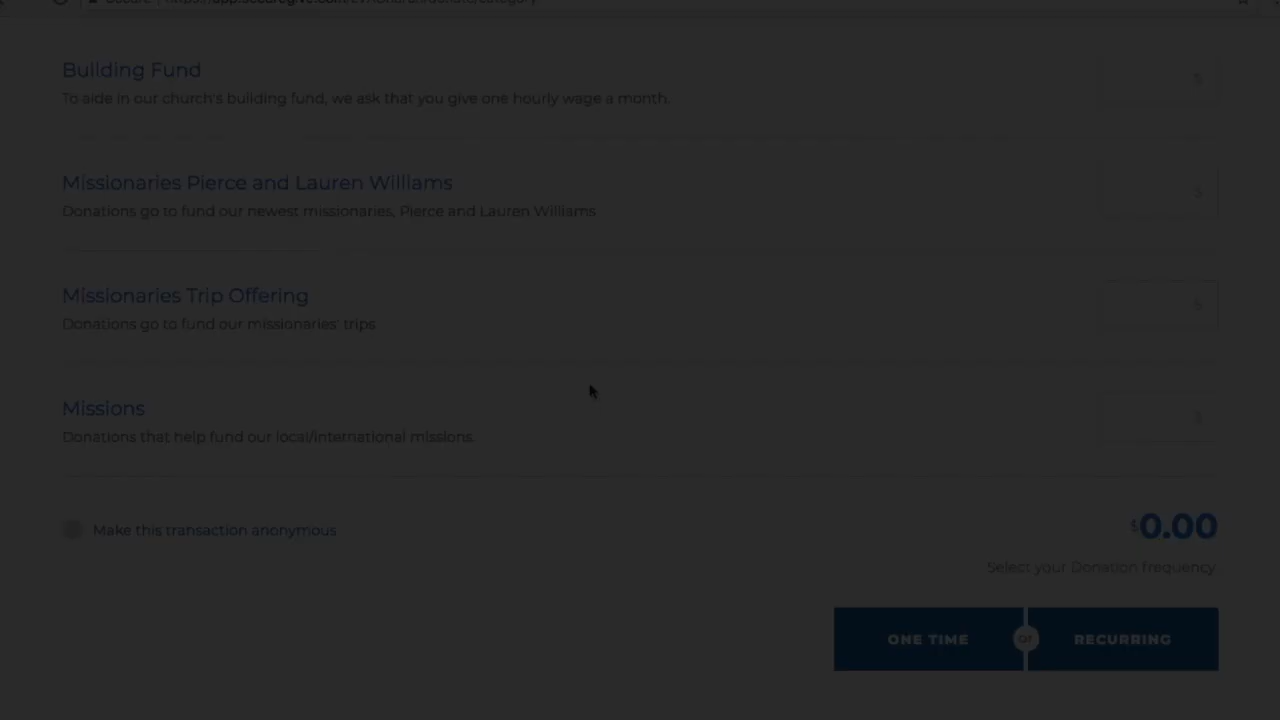 Building Fund
To aide in our church's building fund, we ask that you give one hourly wage a month.
$
Missionaries Pierce and Lauren Williams
Donations go to fund our newest missionaries, Pierce and Lauren Williams
$
Missionaries Trip Offering
Donations go to fund our missionaries' trips
$
Missions
Donations that help fund our local/international missions.
$
Make this transaction anonymous
$0.00
Select your Donation frequency.
ONE TIME or RECURRING